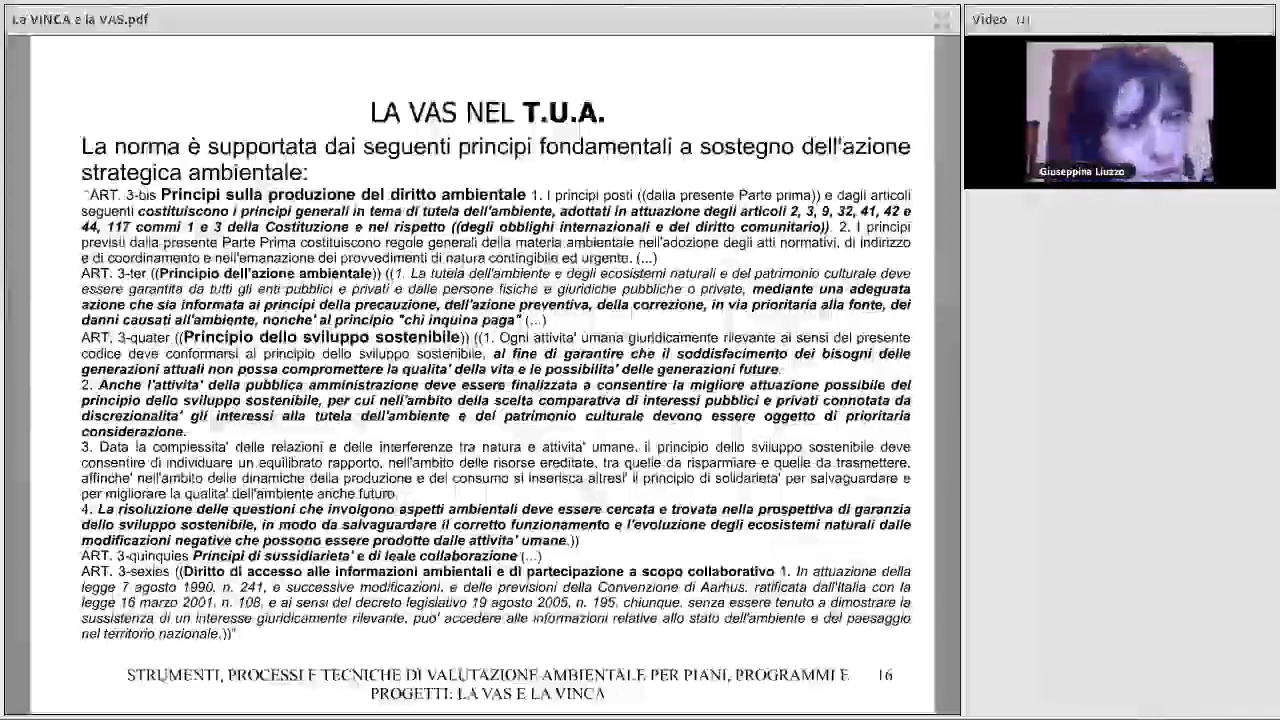 La VINCA e la VAS.pdf
Video
Giuseppina Liuzzo
LA VAS NEL T.U.A.
La norma è supportata dai seguenti principi fondamentali a sostegno dell'azione
strategica ambientale:
"ART. 3-bis Principi sulla produzione del diritto ambientale 1. I principi posti ((dalla presente Parte prima)) e dagli articoli
seguenti costituiscono i principi generali in tema di tutela dell'ambiente, adottati in attuazione degli articoli 2, 3, 9, 32, 41, 42 e
44, 117 commi 1 e 3 della Costituzione e nel rispetto ((degli obblighi internazionali e del diritto comunitario)). 2. I principi
previsti dalla presente Parte Prima costituiscono regole generali della materia ambientale nell'adozione degli atti normativi, di indirizzo
e di coordinamento e nell'emanazione dei provvedimenti di natura contingibile ed urgente. (...)
ART. 3-ter ((Principio dell'azione ambientale)) ((1. La tutela dell'ambiente e degli ecosistemi naturali e del patrimonio culturale deve
essere garantita da tutti gli enti pubblici e privati e dalle persone fisiche e giuridiche pubbliche o private, mediante una adeguata
azione che sia informata ai principi della precauzione, dell'azione preventiva, della correzione, in via prioritaria alla fonte, dei
danni causati all'ambiente, nonche' al principio "chi inquina paga" (...)
ART. 3-quater ((Principio dello sviluppo sostenibile)) ((1. Ogni attivita' umana giuridicamente rilevante ai sensi del presente
codice deve conformarsi al principio dello sviluppo sostenibile, al fine di garantire che il soddisfacimento dei bisogni delle
generazioni attuali non possa compromettere la qualita' della vita e le possibilita' delle generazioni future.
2. Anche l'attivita' della pubblica amministrazione deve essere finalizzata a consentire la migliore attuazione possibile del
principio dello sviluppo sostenibile, per cui nell'ambito della scelta comparativa di interessi pubblici e privati connotata da
discrezionalita' gli interessi alla tutela dell'ambiente e del patrimonio culturale devono essere oggetto di prioritaria
considerazione.
3. Data la complessita' delle relazioni e delle interferenze tra natura e attivita' umane, il principio dello sviluppo sostenibile deve
consentire di individuare un equilibrato rapporto, nell'ambito delle risorse ereditate, tra quelle da risparmiare e quelle da trasmettere,
affinche' nell'ambito delle dinamiche della produzione e del consumo si inserisca altresi' il principio di solidarieta' per salvaguardare e
per migliorare la qualita' dell'ambiente anche futuro.
4. La risoluzione delle questioni che involgono aspetti ambientali deve essere cercata e trovata nella prospettiva di garanzia
dello sviluppo sostenibile, in modo da salvaguardare il corretto funzionamento e l'evoluzione degli ecosistemi naturali dalle
modificazioni negative che possono essere prodotte dalle attivita' umane.))
ART. 3-quinquies Principi di sussidiarieta' e di leale collaborazione (...)
ART. 3-sexies ((Diritto di accesso alle informazioni ambientali e di partecipazione a scopo collaborativo 1. In attuazione della
legge 7 agosto 1990, n. 241, e successive modificazioni, e delle previsioni della Convenzione di Aarhus, ratificata dall'Italia con la
legge 16 marzo 2001, n. 108, e ai sensi del decreto legislativo 19 agosto 2005, n. 195, chiunque, senza essere tenuto a dimostrare la
sussistenza di un interesse giuridicamente rilevante, puo' accedere alle informazioni relative allo stato dell'ambiente e del paesaggio
nel territorio nazionale.))"
STRUMENTI, PROCESSI E TECNICHE DI VALUTAZIONE AMBIENTALE PER PIANI, PROGRAMMI E 16
PROGETTI: LA VAS E LA VINCA